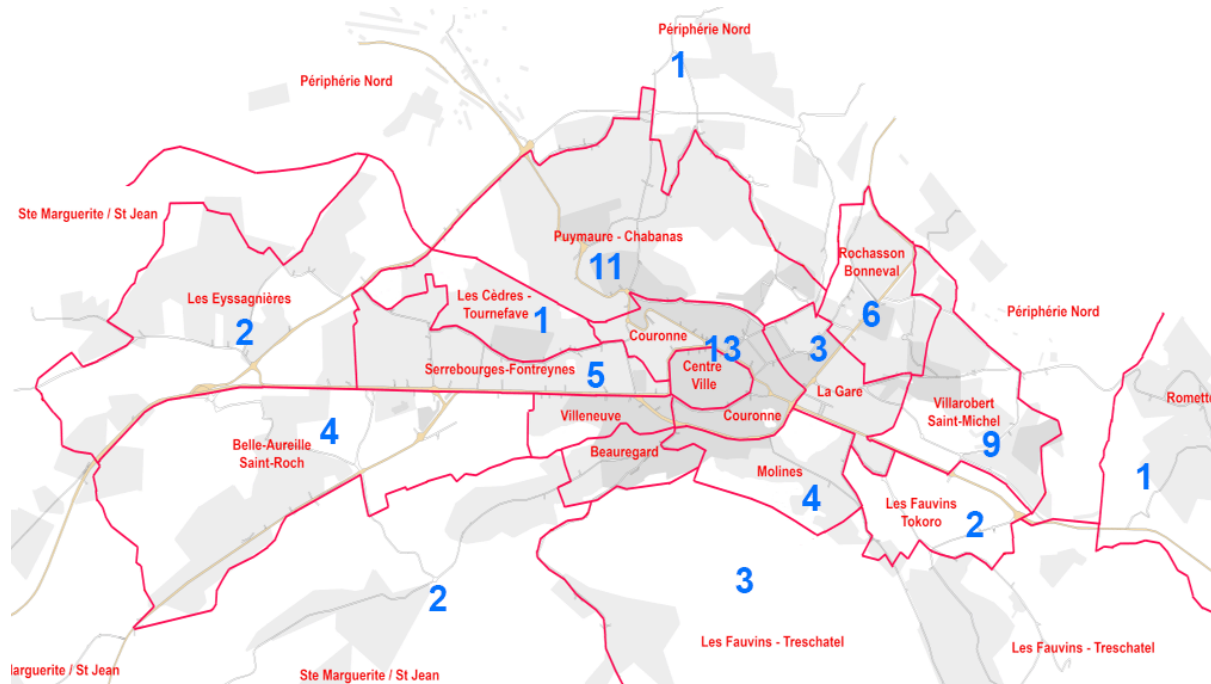 Périphérie Nord
1
Périphérie Nord
Ste Marguerite / St Jean
Puymaure - Chabanas
11
Rochasson
Bonneval
6
Les Eyssagnières
2
Les Cèdres -
Tournefave
1
Périphérie Nord
Couronne
13
3
Centre
Ville
Serrebourges-Fontreynes
5
La Gare
Romette
Villarobert
Saint-Michel
9
Villeneuve
Couronne
4
Belle-Aureille
Saint-Roch
Beauregard
Molines
4
1
Les Fauvins
Tokoro
2
2
3
Les Fauvins - Treschatel
Les Fauvins - Treschatel
arguerite / St Jean
Ste Marguerite / St Jean